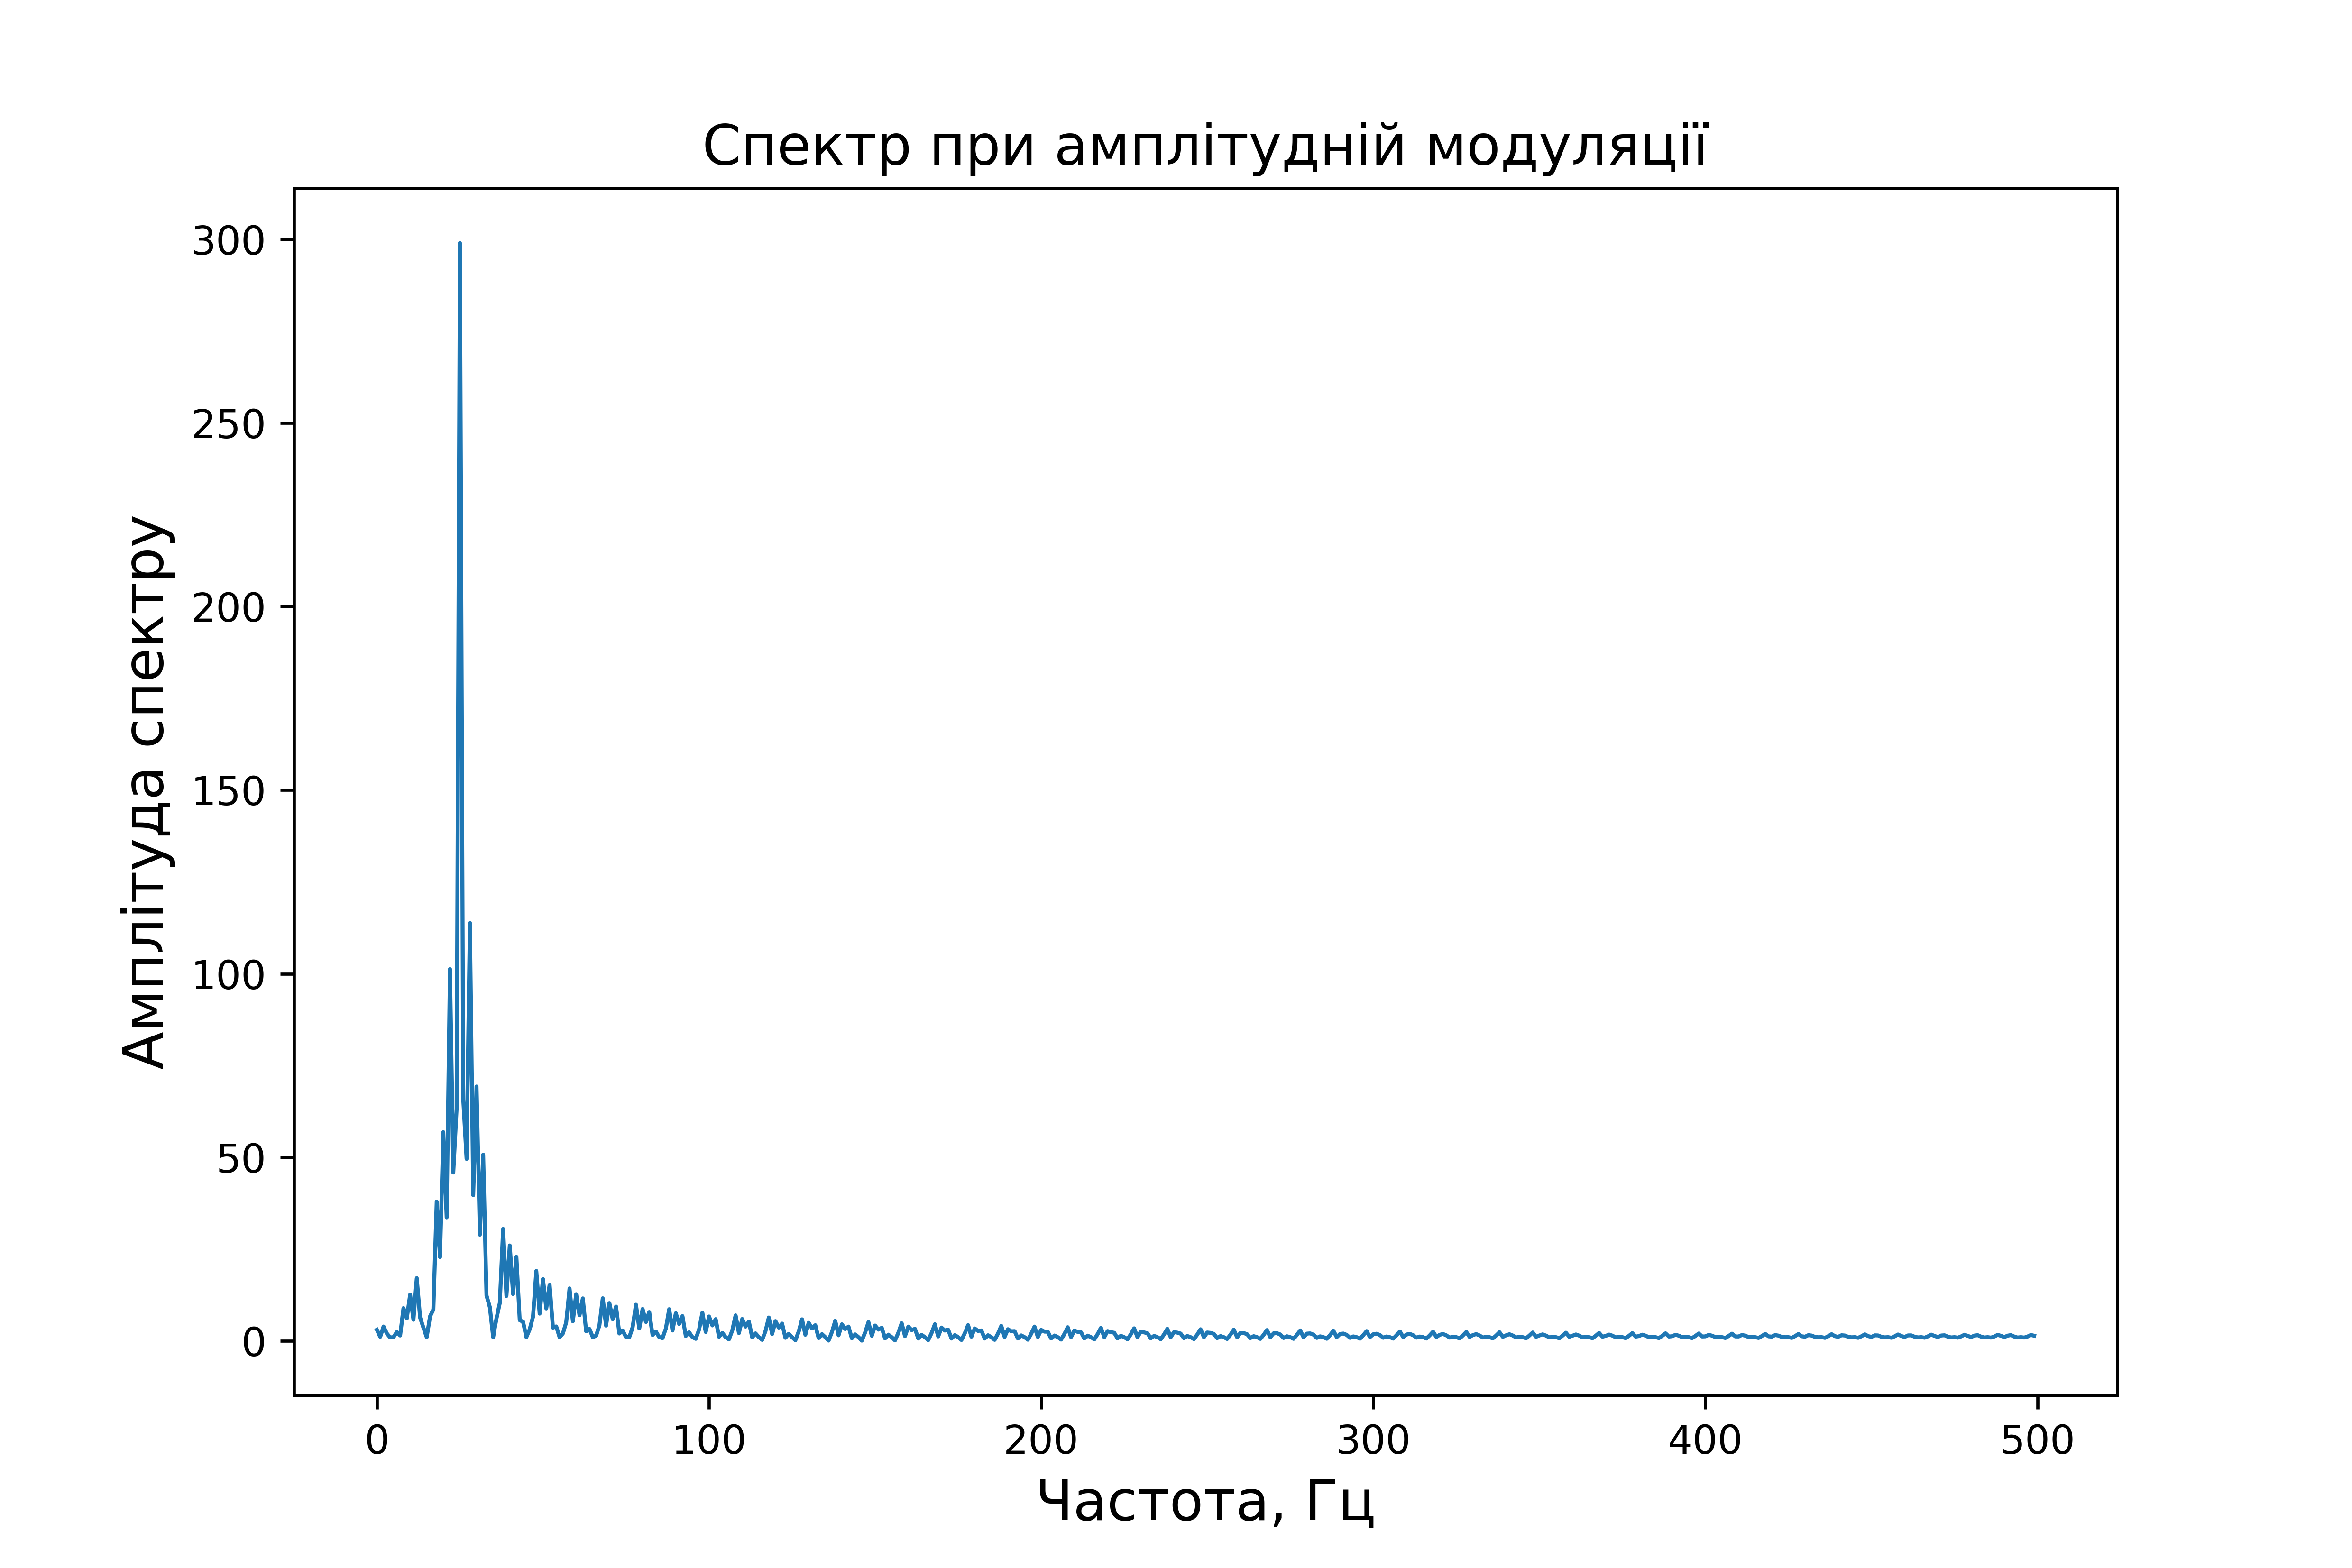 Спектр при амплітудній модуляції
Амплітуда спектру
300
250
200
150
100
50
0
0 100 200 300 400 500
Частота, Гц